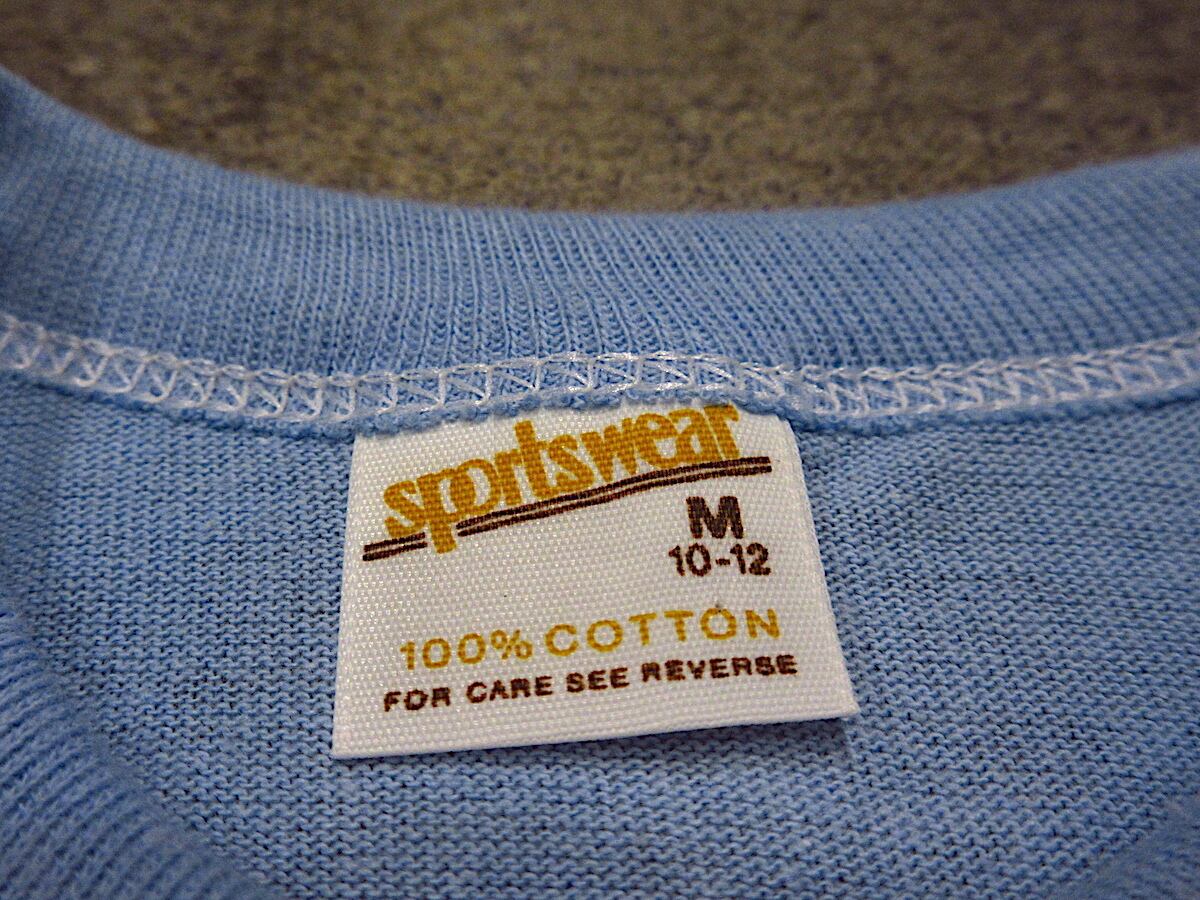 sportswear
M
10-12
100% COTTON
FOR CARE SEE REVERSE